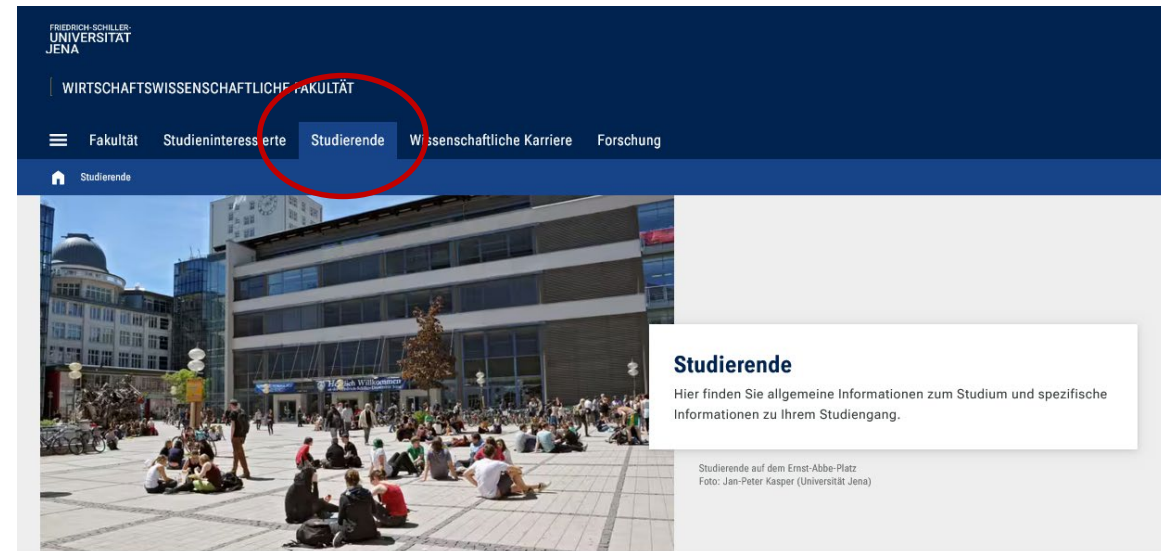 FRIEDRICH-SCHILLER-
UNIVERSITÄT
JENA
WIRTSCHAFTSWISSENSCHAFTLICHE FAKULTÄT
Fakultät Studieninteressierte Studierende Wissenschaftliche Karriere Forschung
Studierende
Herzlich Willkommen
Studierende
Hier finden Sie allgemeine Informationen zum Studium und spezifische
Informationen zu Ihrem Studiengang.
Studierende auf dem Ernst-Abbe-Platz
Foto: Jan-Peter Kasper (Universität Jena)